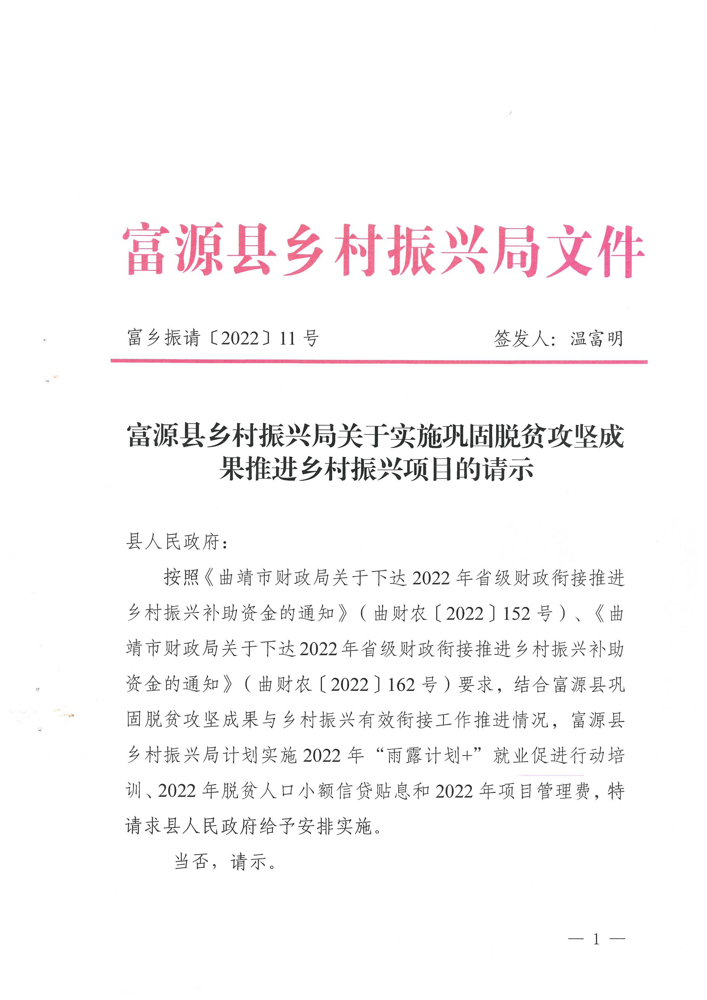 富源县乡村振兴局文件
富乡振请〔2022〕11 号 签发人：温富明
富源县乡村振兴局关于实施巩固脱贫攻坚成
果推进乡村振兴项目的请示
县人民政府：
按照《曲靖市财政局关于下达 2022 年省级财政衔接推进
乡村振兴补助资金的通知》（曲财农〔2022〕152 号）、《曲
靖市财政局关于下达 2022 年省级财政衔接推进乡村振兴补助
资金的通知》（曲财农〔2022〕162 号）要求，结合富源县巩
固脱贫攻坚成果与乡村振兴有效衔接工作推进情况，富源县
乡村振兴局计划实施 2022 年“雨露计划+”就业促进行动培
训、2022 年脱贫人口小额信贷贴息和 2022 年项目管理费，特
请求县人民政府给予安排实施。
当否，请示。
— 1 —